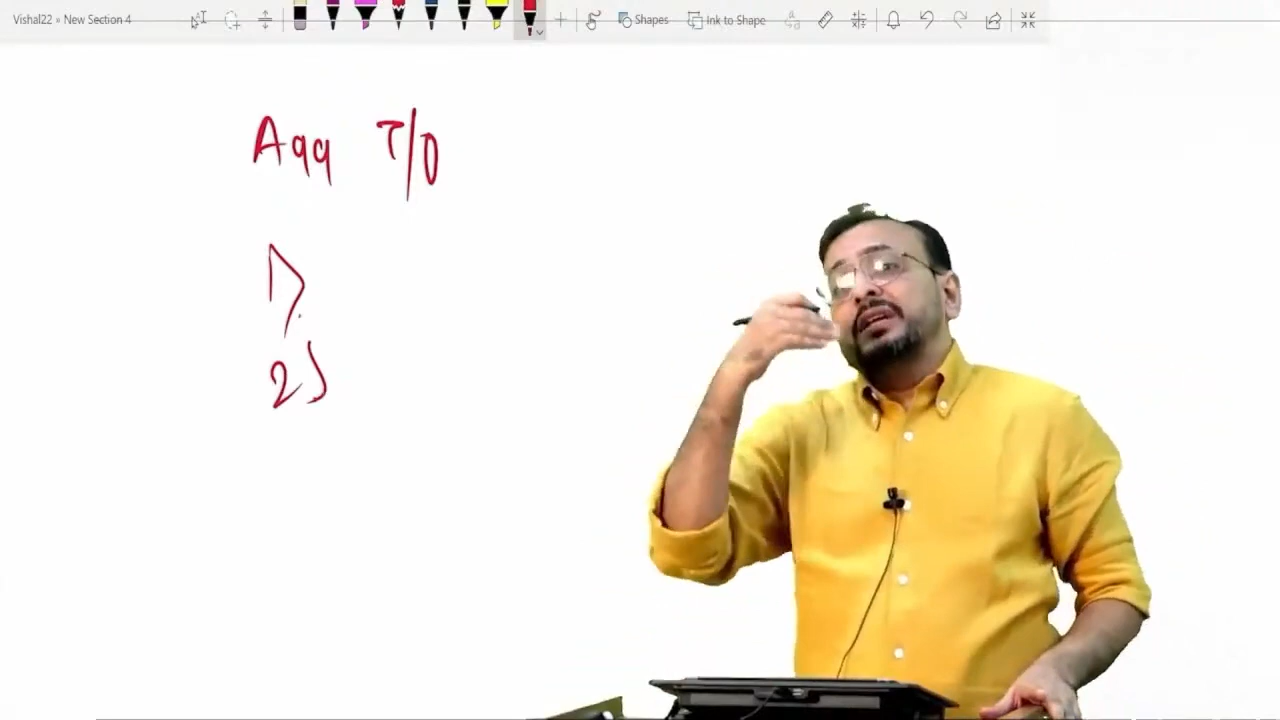 Vishal22 » New Section 4
Shapes
Ink to Shape
Agg T/O
1)
2)